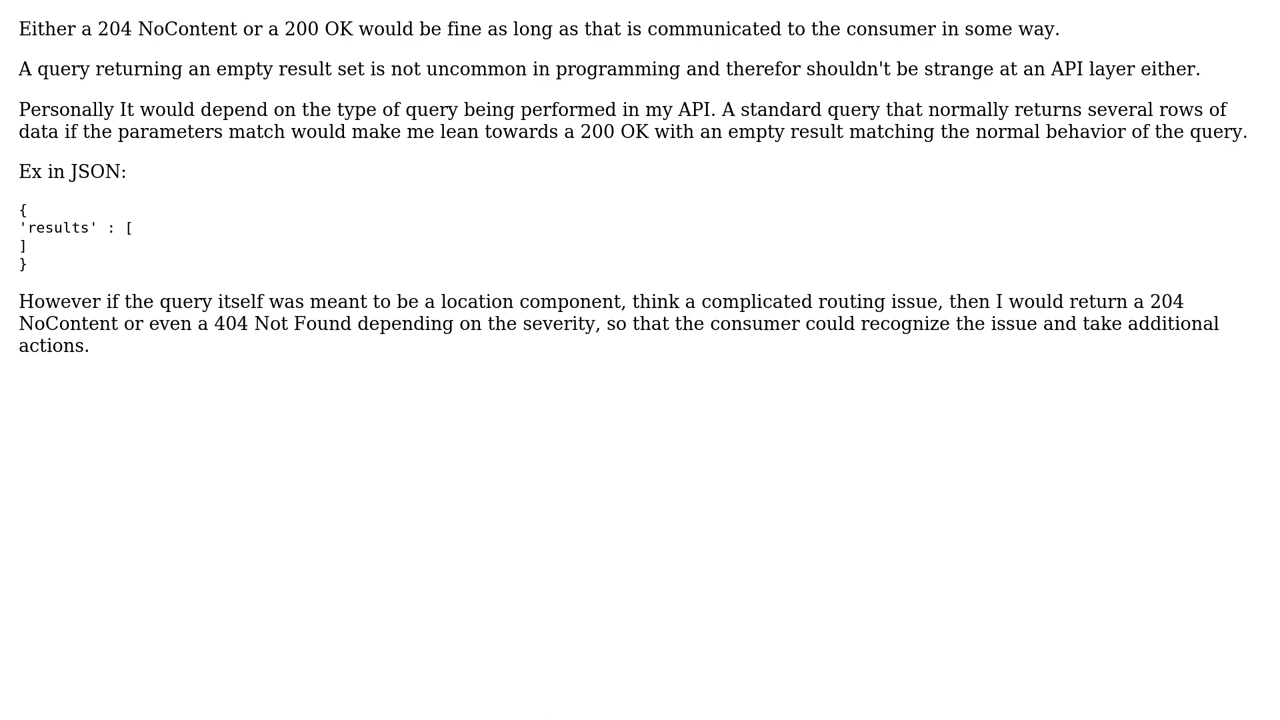 Either a 204 NoContent or a 200 OK would be fine as long as that is communicated to the consumer in some way.
A query returning an empty result set is not uncommon in programming and therefor shouldn't be strange at an API layer either.
Personally It would depend on the type of query being performed in my API. A standard query that normally returns several rows of
data if the parameters match would make me lean towards a 200 OK with an empty result matching the normal behavior of the query.
Ex in JSON:
{
'results' : [
]
}
However if the query itself was meant to be a location component, think a complicated routing issue, then I would return a 204
NoContent or even a 404 Not Found depending on the severity, so that the consumer could recognize the issue and take additional
actions.